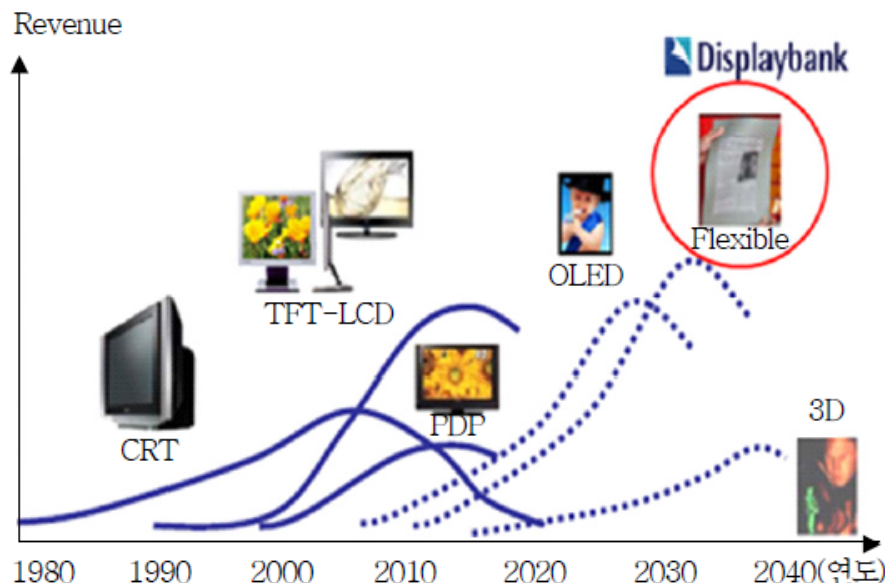 Revenue
Displaybank
Flexible
OLED
TFT-LCD
PDP
3D
CRT
1980 1990 2000 2010 2020 2030 2040(연도)